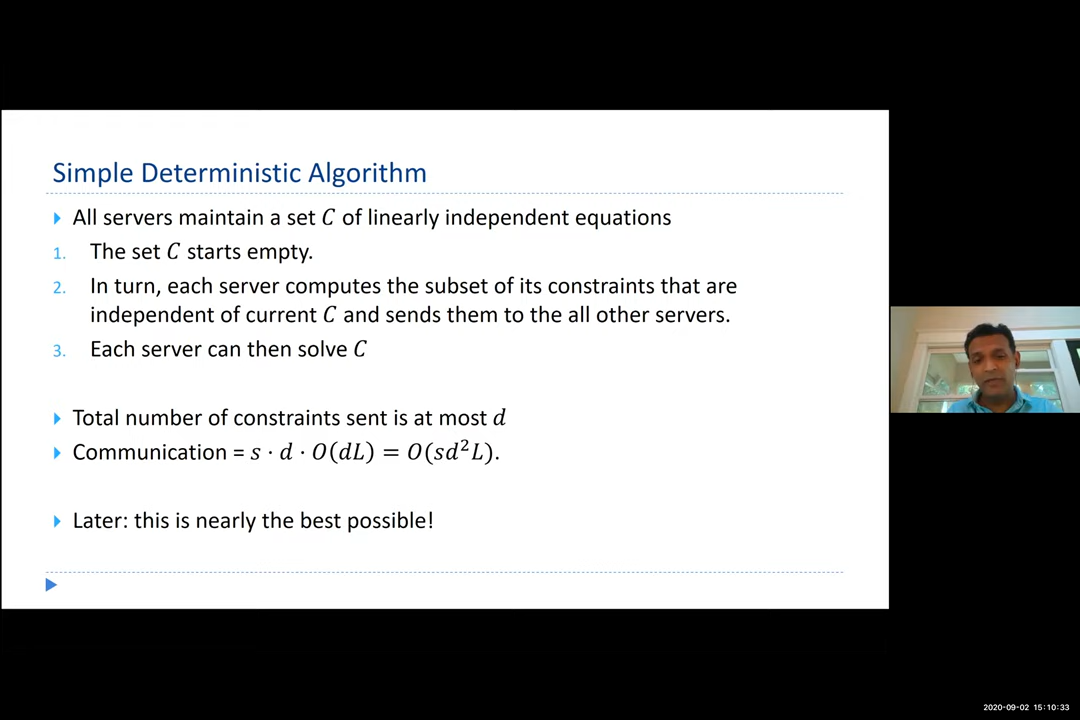 Simple Deterministic Algorithm
All servers maintain a set C of linearly independent equations
1. The set C starts empty.
2. In turn, each server computes the subset of its constraints that are
independent of current C and sends them to the all other servers.
3. Each server can then solve C
Total number of constraints sent is at most d
Communication = s · d · O(dL) = O(sd²L).
Later: this is nearly the best possible!
2020-09-02 15:10:33